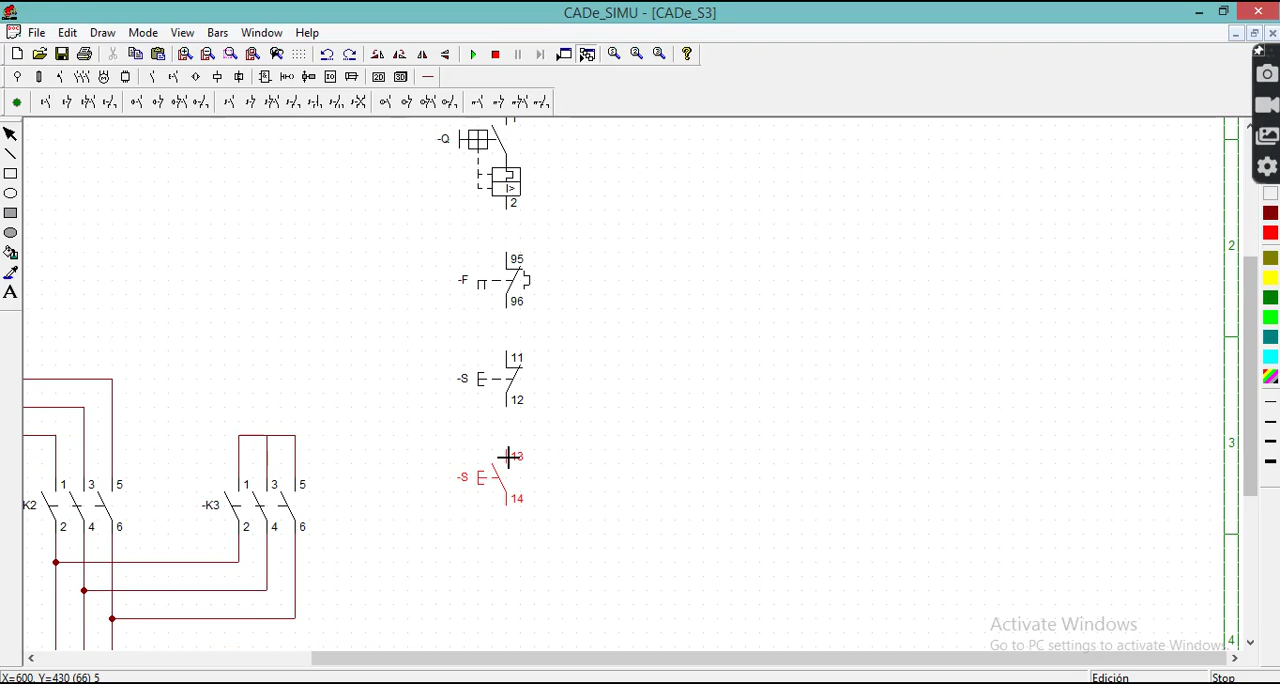 CADe_SIMU - [CADe_S3]
File Edit Draw Mode View Bars Window Help
-Q
I>
2
95
-F
96
11
-S
12
13
-S
14
1 3 5
K2
2 4 6
1 3 5
-K3
2 4 6
A
2
3
4
Activate Windows
Go to PC settings to activate Windows.
X=600, Y=430 (66) 5
Edición
Stop